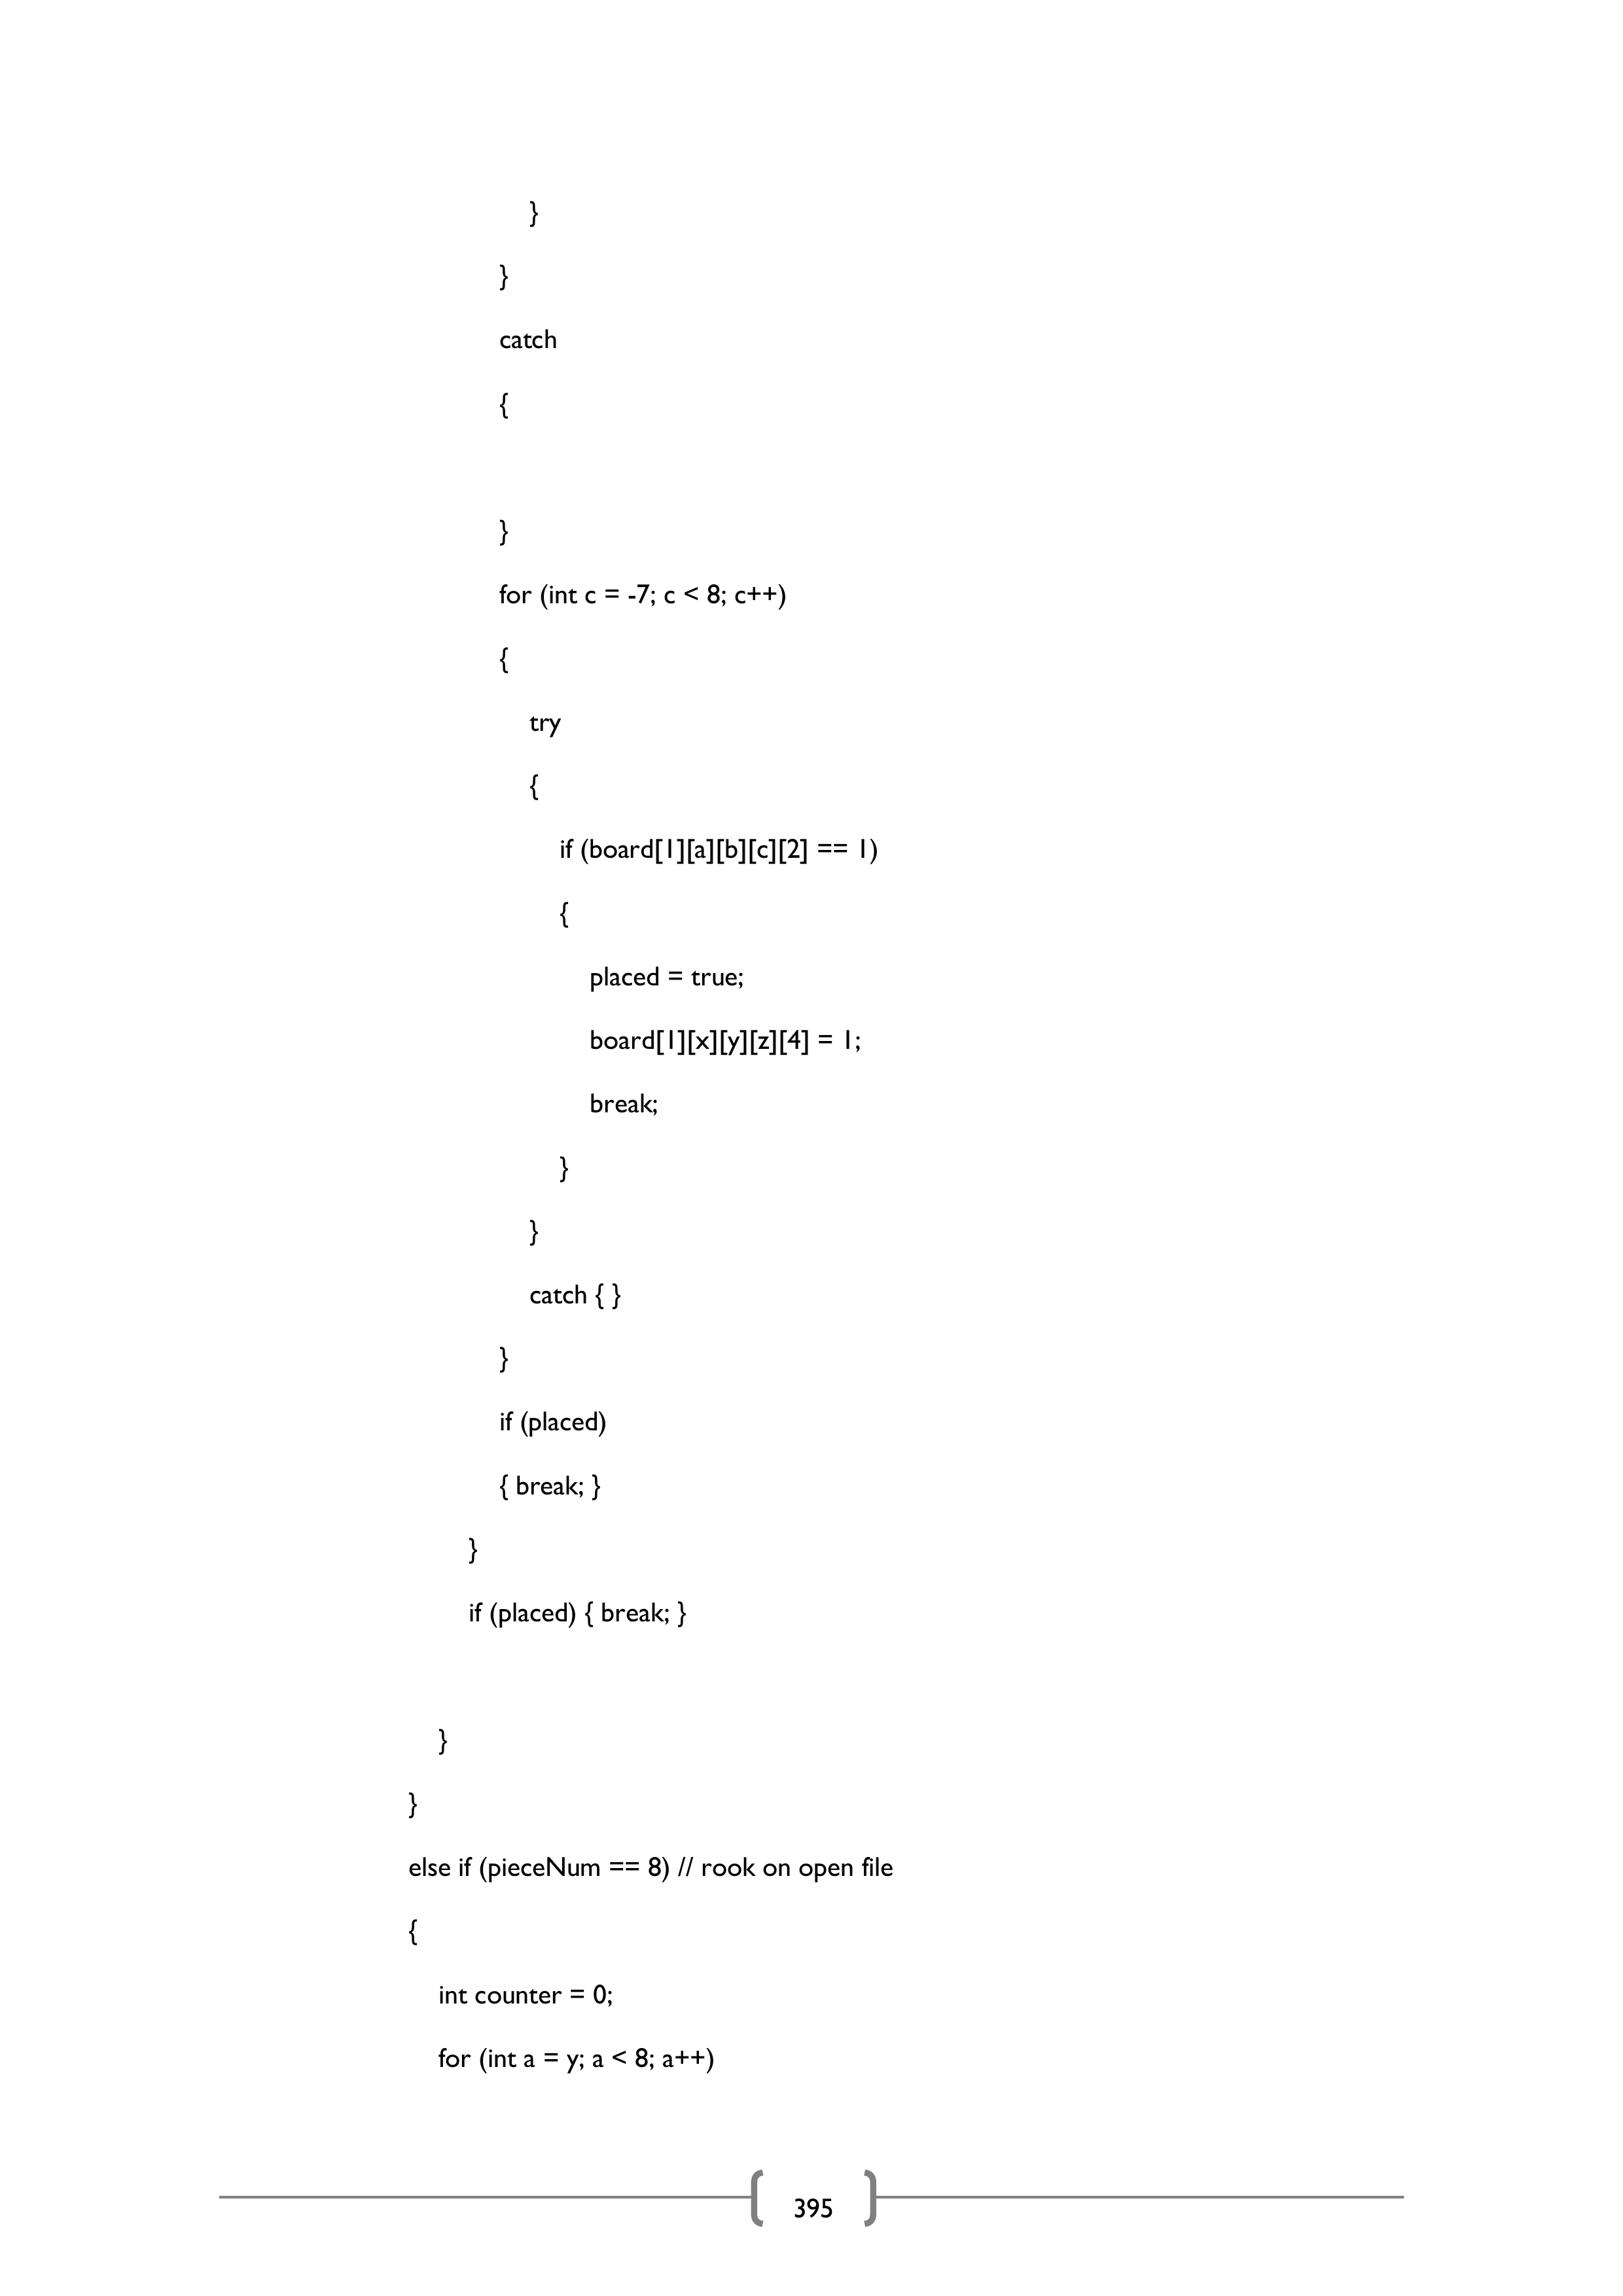 }
}
catch
{
}
for (int c = -7; c < 8; c++)
{
try
{
if (board[1][a][b][c][2] == 1)
{
placed = true;
board[1][x][y][z][4] = 1;
break;
}
}
catch { }
}
if (placed)
{ break; }
}
if (placed) { break; }
}
}
else if (pieceNum == 8) // rook on open file
{
int counter = 0;
for (int a = y; a < 8; a++)
395